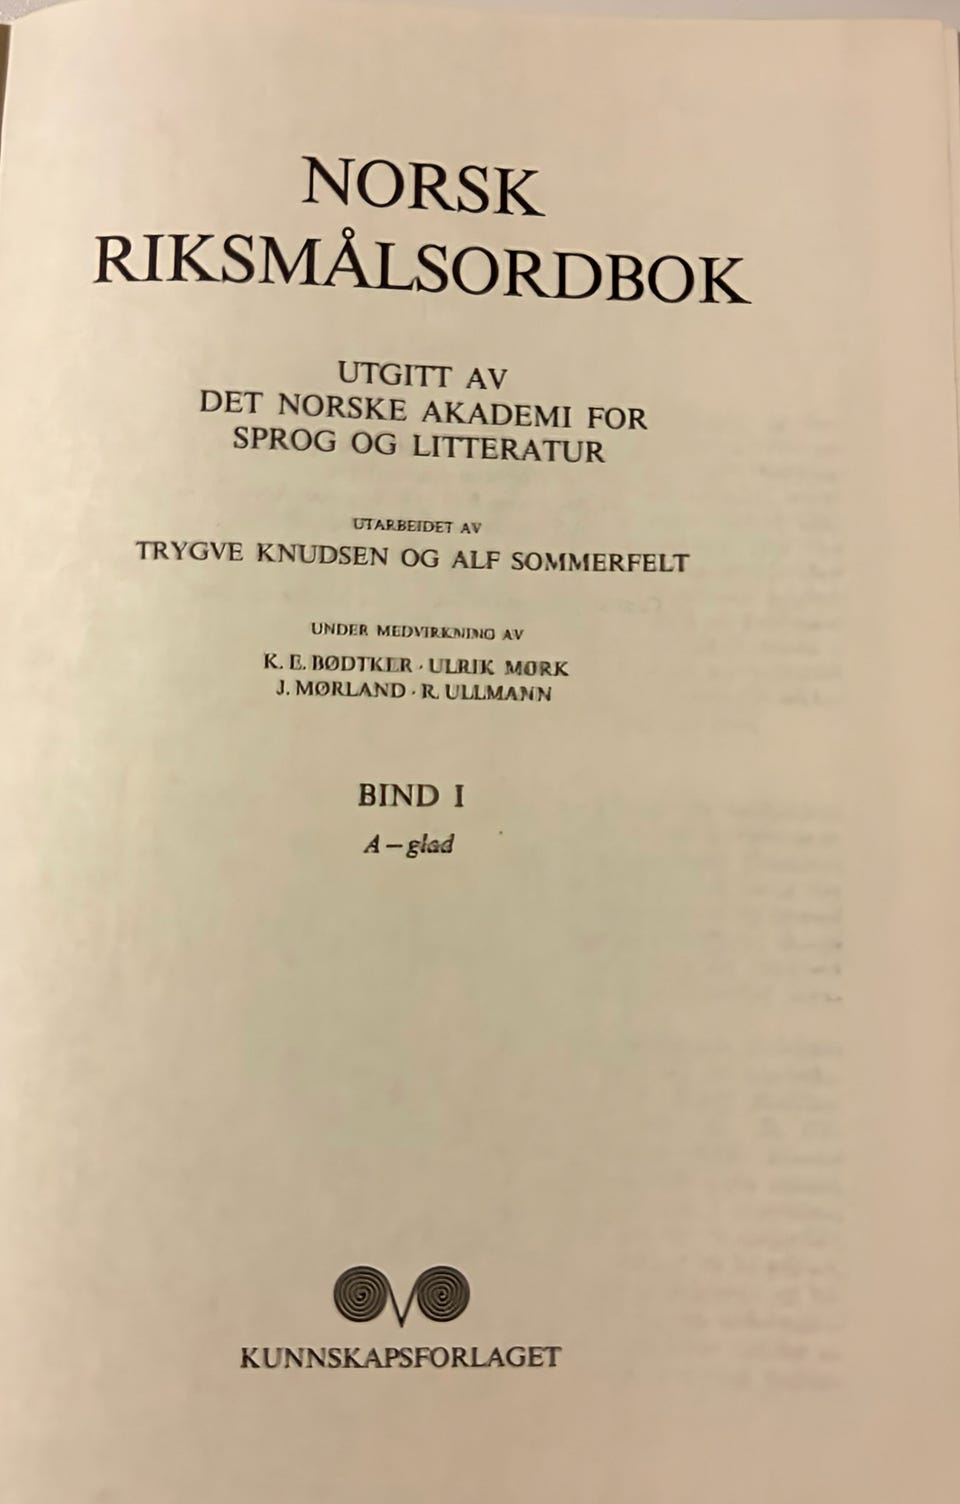 NORSK
RIKSMÅLSORDBOK
UTGITT AV
DET NORSKE AKADEMI FOR
SPROG OG LITTERATUR
UTARBEIDET AV
TRYGVE KNUDSEN OG ALF SOMMERFELT
UNDER MEDVIRKNING AV
K. E. BØDTKER · ULRIK MØRK
J. MØRLAND · R. ULLMANN
BIND I
A – glad
KUNNSKAPSFORLAGET